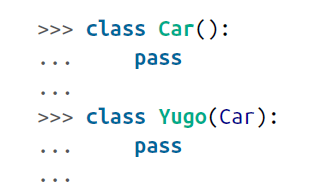 >>> class Car():
...     pass
...
>>> class Yugo(Car):
...     pass
...